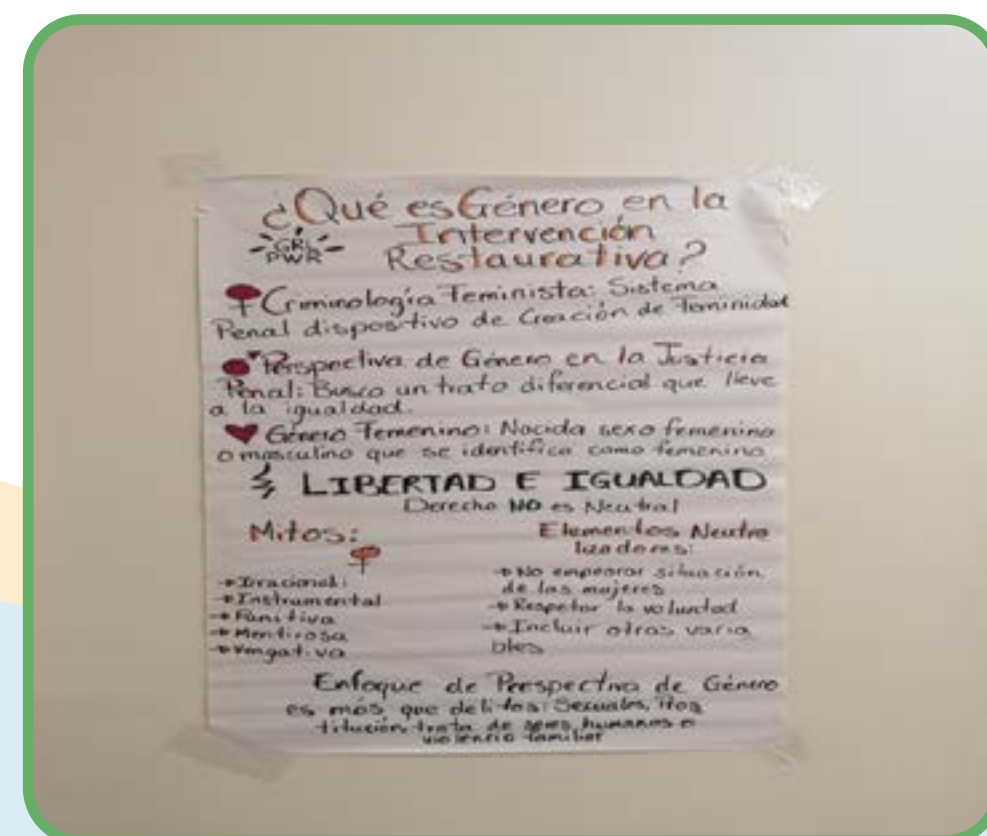 ¿Qué es Género en la
Intervención
GRL
PWR
Restaurativa?
Criminología Feminista: Sistema
Penal dispositivo de Creación de Feminidad
Perspectiva de Género en la Justicia
Penal: Busca un trato diferencial que lleve
a la igualdad.
Género Femenino: Nacida sexo femenino
o masculino que se identifica como femenino
LIBERTAD E IGUALDAD
Derecho NO es Neutral
Mitos:
→Irracional:
→Instrumental
→Punitiva
→Mentirosa
→Vengativa
Elementos Neutra
lizadores:
→No empeorar situación
de las mujeres
→Respetar la voluntad
→Incluir otras varia
bles
Enfoque de Perspectiva de Género
es más que delitos: Sexuales, Pros
titución, trata de seres humanos o
violencia familiar